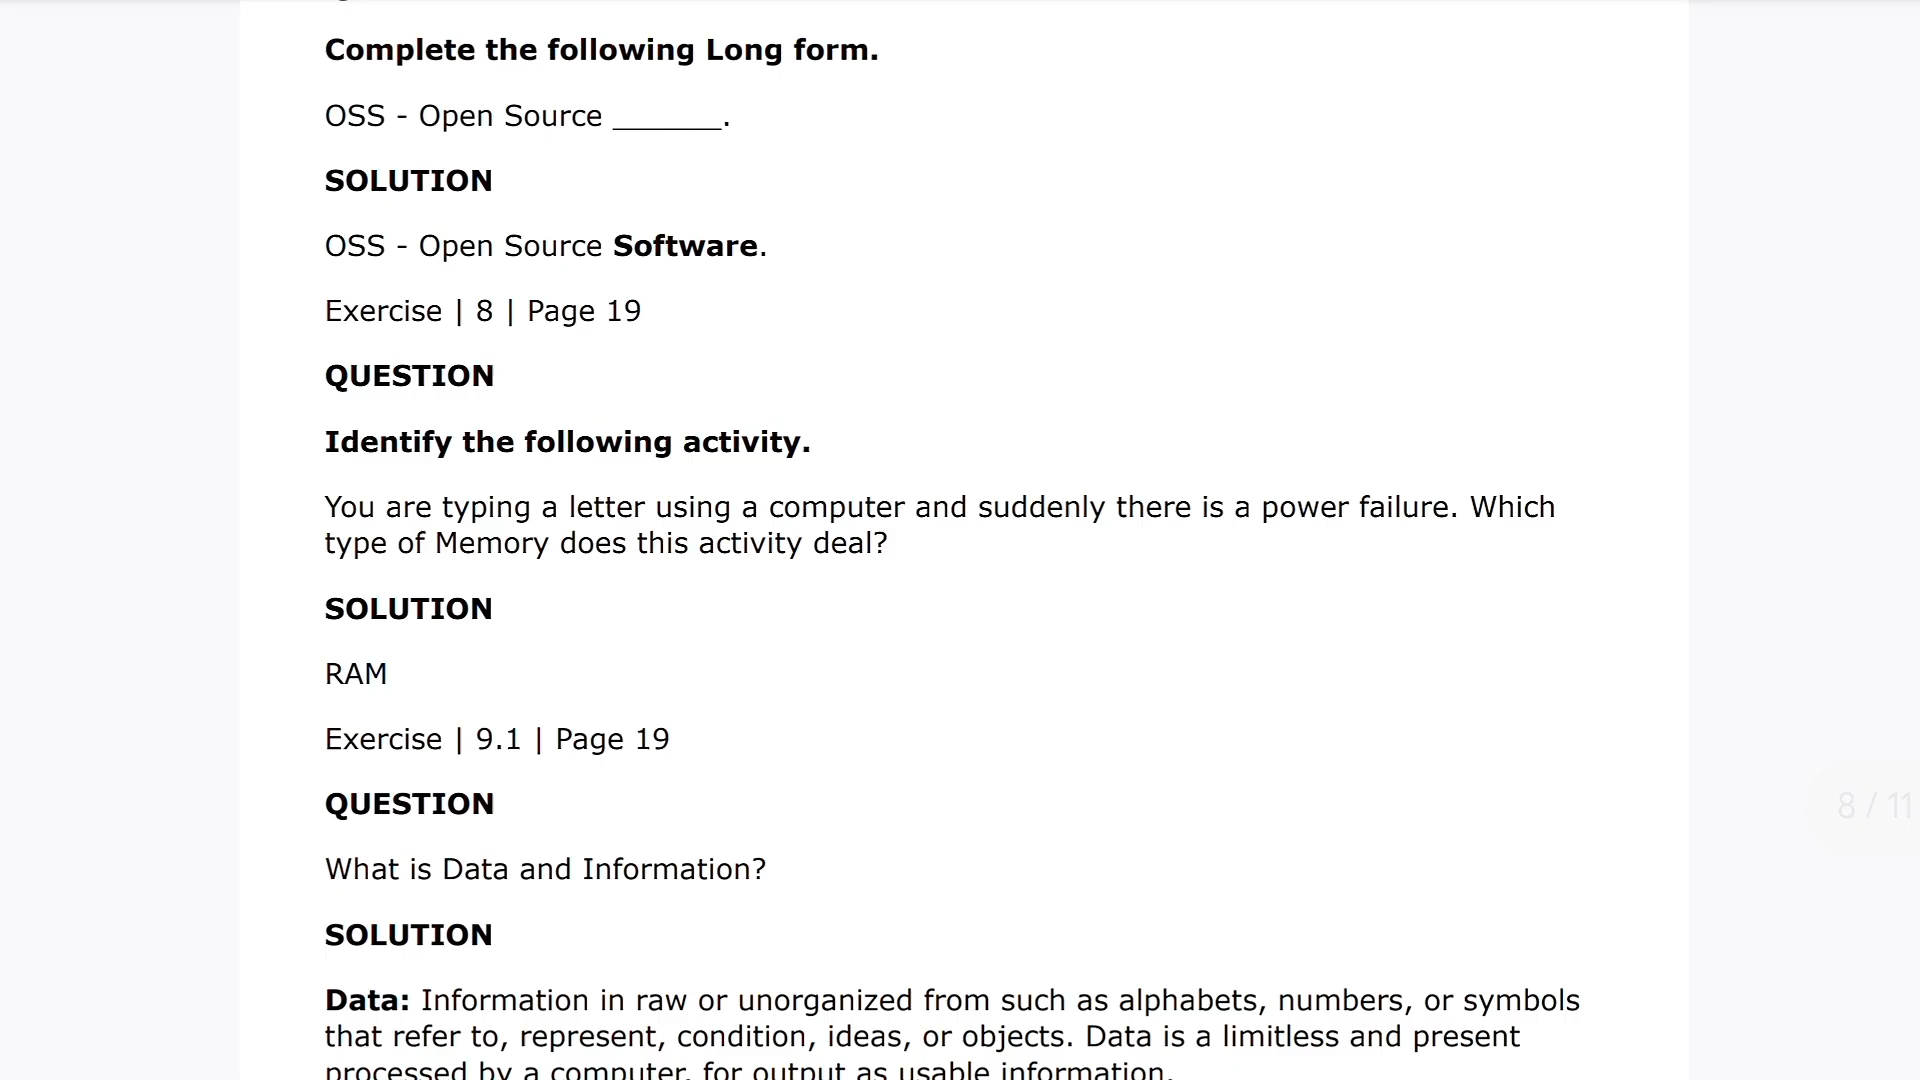 Complete the following Long form.
OSS - Open Source _______.
SOLUTION
OSS - Open Source Software.
Exercise | 8 | Page 19
QUESTION
Identify the following activity.
You are typing a letter using a computer and suddenly there is a power failure. Which
type of Memory does this activity deal?
SOLUTION
RAM
Exercise | 9.1 | Page 19
QUESTION
What is Data and Information?
SOLUTION
Data: Information in raw or unorganized from such as alphabets, numbers, or symbols
that refer to, represent, condition, ideas, or objects. Data is a limitless and present
processed by a computer, for output as usable information.
8 / 11